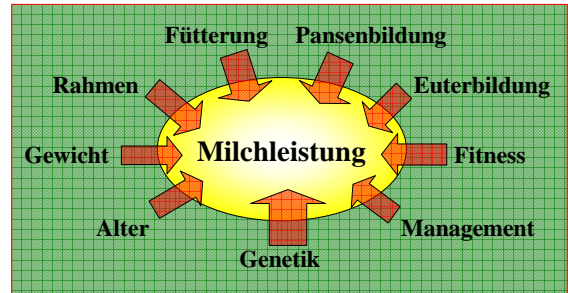 Fütterung Pansenbildung
Rahmen Euterbildung
Gewicht Milchleistung Fitness
Alter Management
Genetik